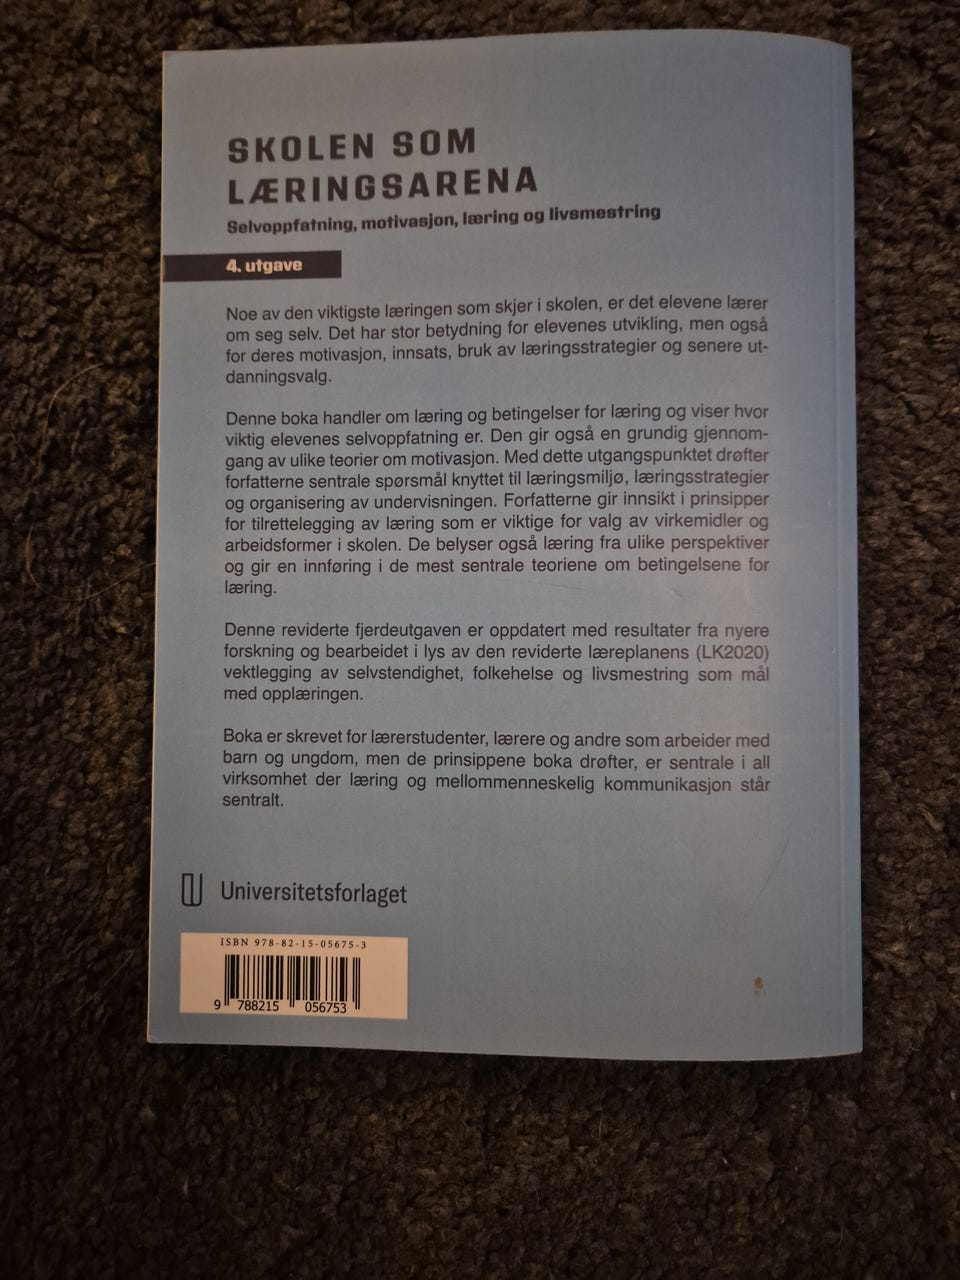 SKOLEN SOM
LÆRINGSARENA
Selvoppfatning, motivasjon, læring og livsmestring
4. utgave
Noe av den viktigste læringen som skjer i skolen, er det elevene lærer
om seg selv. Det har stor betydning for elevenes utvikling, men også
for deres motivasjon, innsats, bruk av læringsstrategier og senere ut-
danningsvalg.
Denne boka handler om læring og betingelser for læring og viser hvor
viktig elevenes selvoppfatning er. Den gir også en grundig gjennom-
gang av ulike teorier om motivasjon. Med dette utgangspunktet drøfter
forfatterne sentrale spørsmål knyttet til læringsmiljø, læringsstrategier
og organisering av undervisningen. Forfatterne gir innsikt i prinsipper
for tilrettelegging av læring som er viktige for valg av virkemidler og
arbeidsformer i skolen. De belyser også læring fra ulike perspektiver
og gir en innføring i de mest sentrale teoriene om betingelsene for
læring.
Denne reviderte fjerdeutgaven er oppdatert med resultater fra nyere
forskning og bearbeidet i lys av den reviderte læreplanens (LK2020)
vektlegging av selvstendighet, folkehelse og livsmestring som mål
med opplæringen.
Boka er skrevet for lærerstudenter, lærere og andre som arbeider med
barn og ungdom, men de prinsippene boka drøfter, er sentrale i all
virksomhet der læring og mellommenneskelig kommunikasjon står
sentralt.
Universitetsforlaget
ISBN 978-82-15-05675-3
9 788215 056753